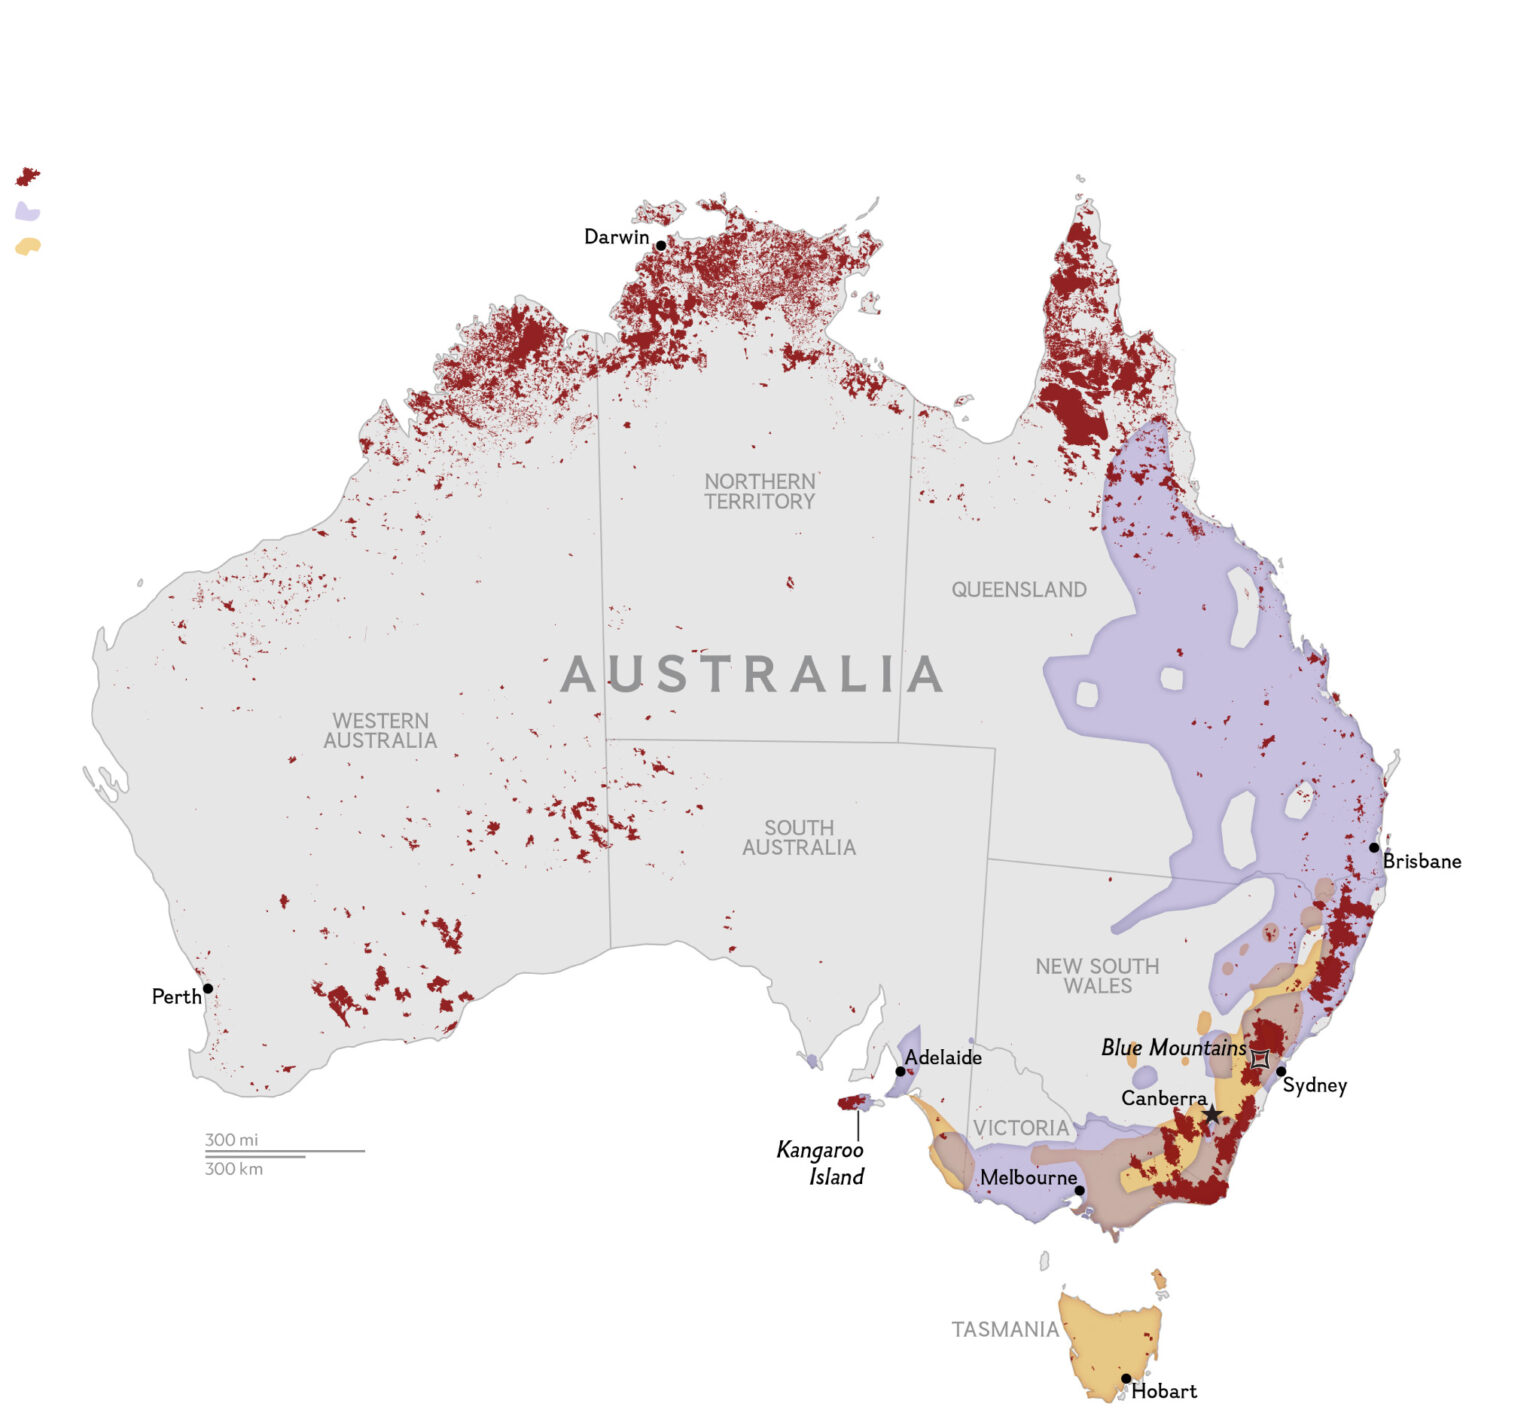 Darwin
NORTHERN
TERRITORY
QUEENSLAND
AUSTRALIA
WESTERN
AUSTRALIA
SOUTH
AUSTRALIA
Brisbane
NEW SOUTH
WALES
Perth
Blue Mountains
Adelaide
Sydney
Canberra
VICTORIA
300 mi
300 km
Kangaroo
Island
Melbourne
TASMANIA
Hobart